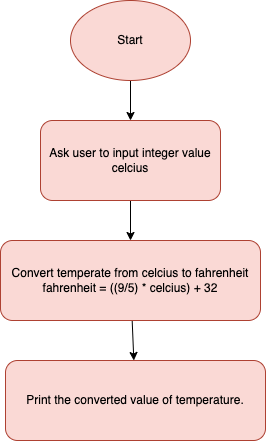 Start
Ask user to input integer value
celcius
Convert temperate from celcius to fahrenheit
fahrenheit = ((9/5) * celcius) + 32
Print the converted value of temperature.